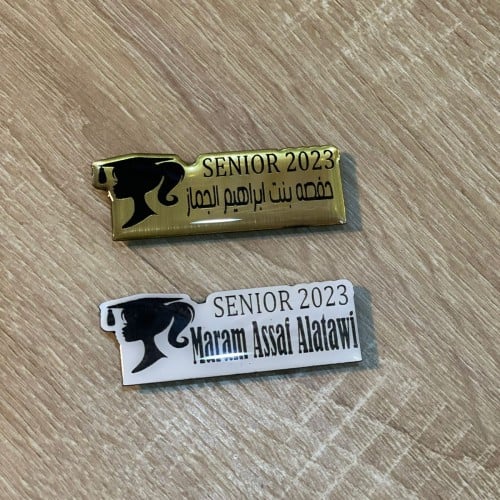 SENIOR 2023
حفصه بنت ابراهيم الجماز
SENIOR 2023
Maram Assai Alatawi